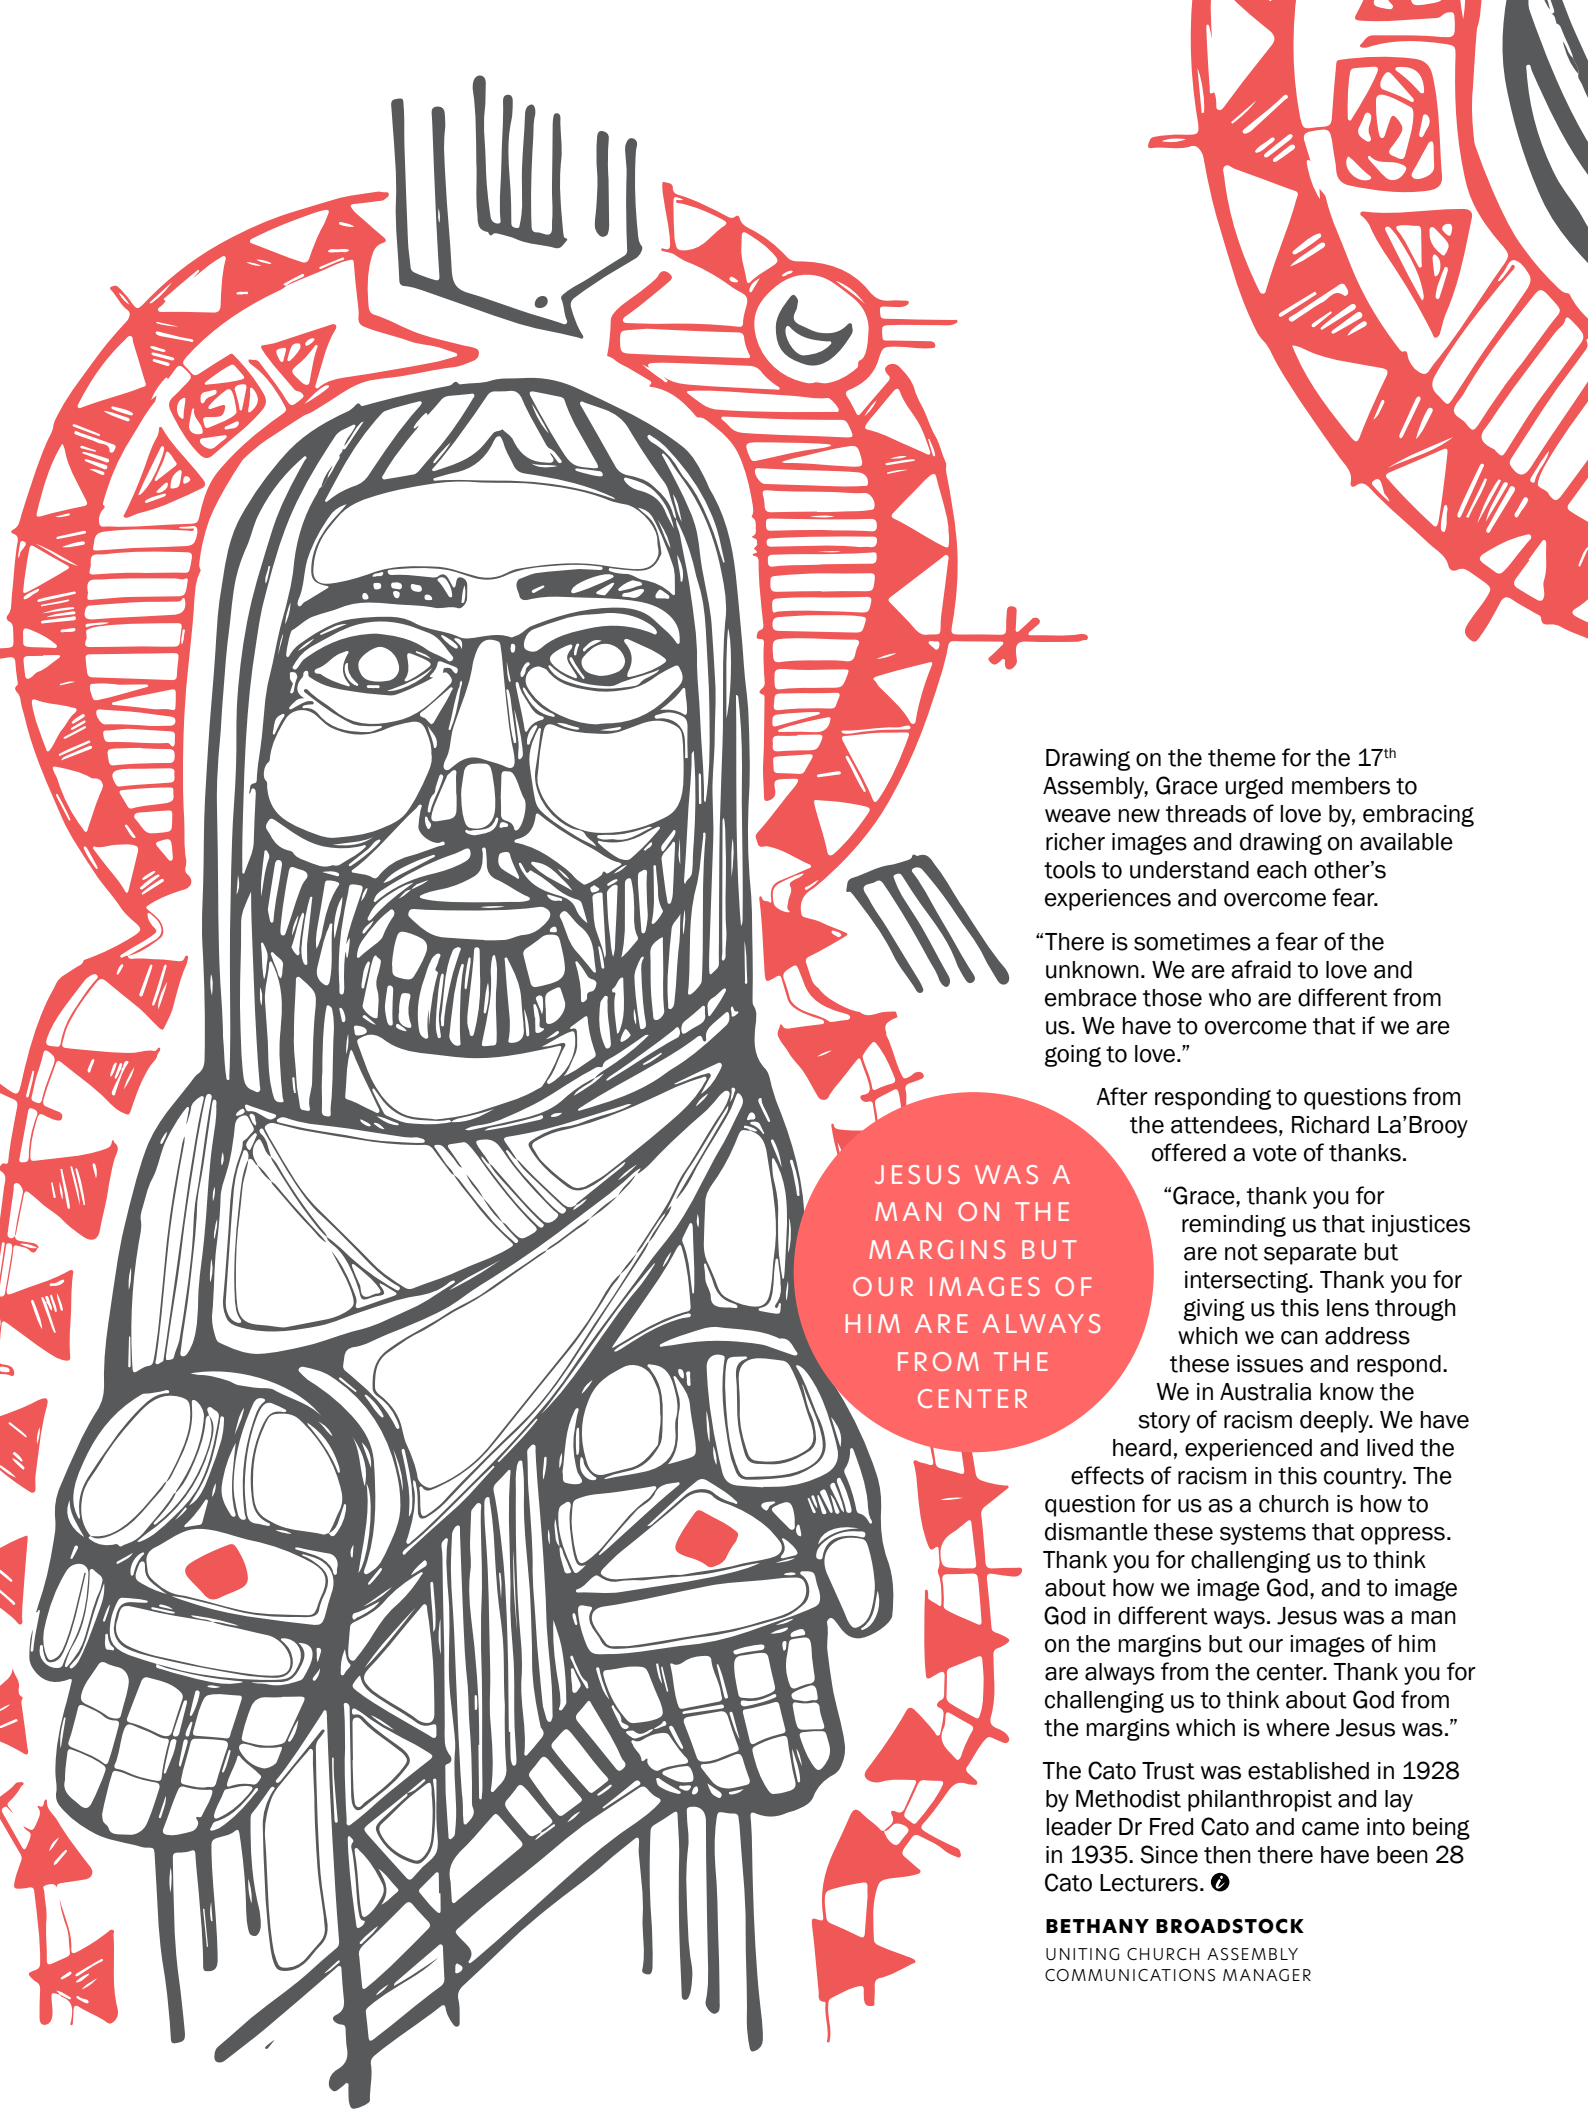 Drawing on the theme for the 17th
Assembly, Grace urged members to
weave new threads of love by, embracing
richer images and drawing on available
tools to understand each other’s
experiences and overcome fear.
“There is sometimes a fear of the
unknown. We are afraid to love and
embrace those who are different from
us. We have to overcome that if we are
going to love.”
After responding to questions from
the attendees, Richard La’Brooy
offered a vote of thanks.
“Grace, thank you for
reminding us that injustices
are not separate but
intersecting. Thank you for
giving us this lens through
which we can address
these issues and respond.
We in Australia know the
story of racism deeply. We have
heard, experienced and lived the
effects of racism in this country. The
question for us as a church is how to
dismantle these systems that oppress.
Thank you for challenging us to think
about how we image God, and to image
God in different ways. Jesus was a man
on the margins but our images of him
are always from the center. Thank you for
challenging us to think about God from
the margins which is where Jesus was.”
The Cato Trust was established in 1928
by Methodist philanthropist and lay
leader Dr Fred Cato and came into being
in 1935. Since then there have been 28
Cato Lecturers.
BETHANY BROADSTOCK
UNITING CHURCH ASSEMBLY
COMMUNICATIONS MANAGER
JESUS WAS A
MAN ON THE
MARGINS BUT
OUR IMAGES OF
HIM ARE ALWAYS
FROM THE
CENTER